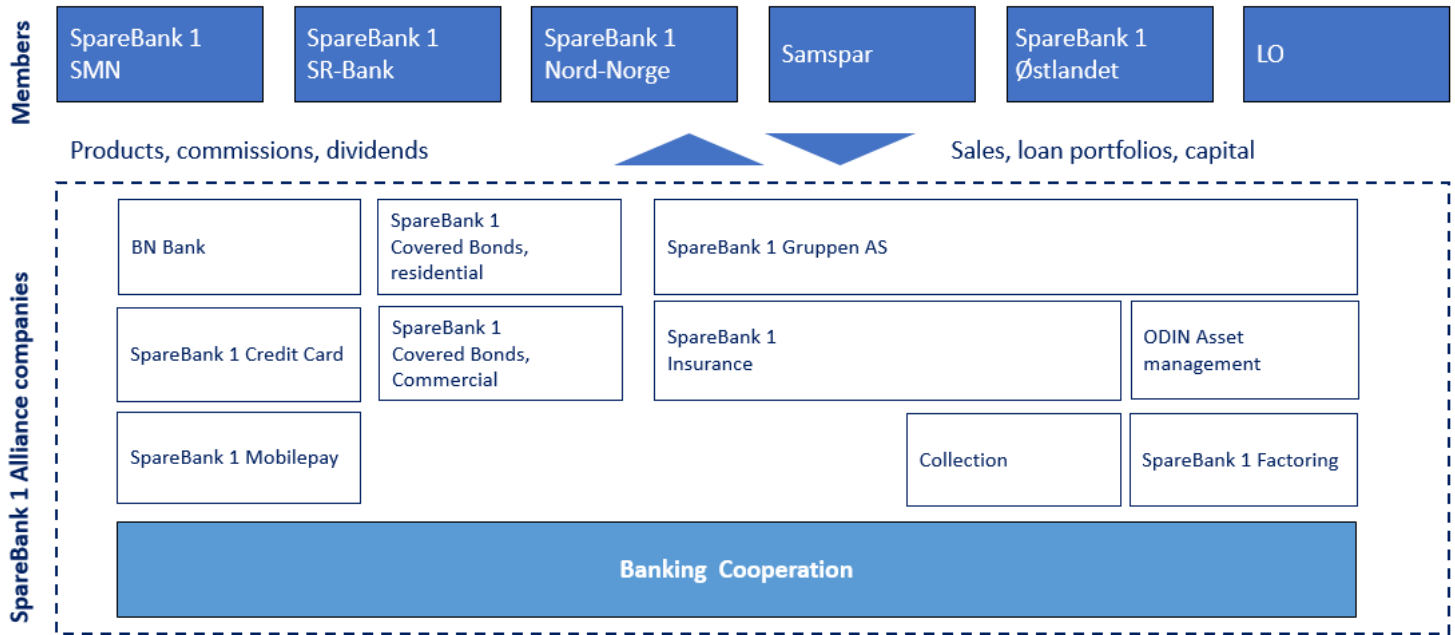 Members
SpareBank 1
SMN
SpareBank 1
SR-Bank
SpareBank 1
Nord-Norge
Samspar
SpareBank 1
Østlandet
LO
Products, commissions, dividends
Sales, loan portfolios, capital
SpareBank 1 Alliance companies
BN Bank
SpareBank 1
Covered Bonds,
residential
SpareBank 1 Gruppen AS
SpareBank 1 Credit Card
SpareBank 1
Covered Bonds,
Commercial
SpareBank 1
Insurance
ODIN Asset
management
SpareBank 1 Mobilepay
Collection
SpareBank 1 Factoring
Banking Cooperation